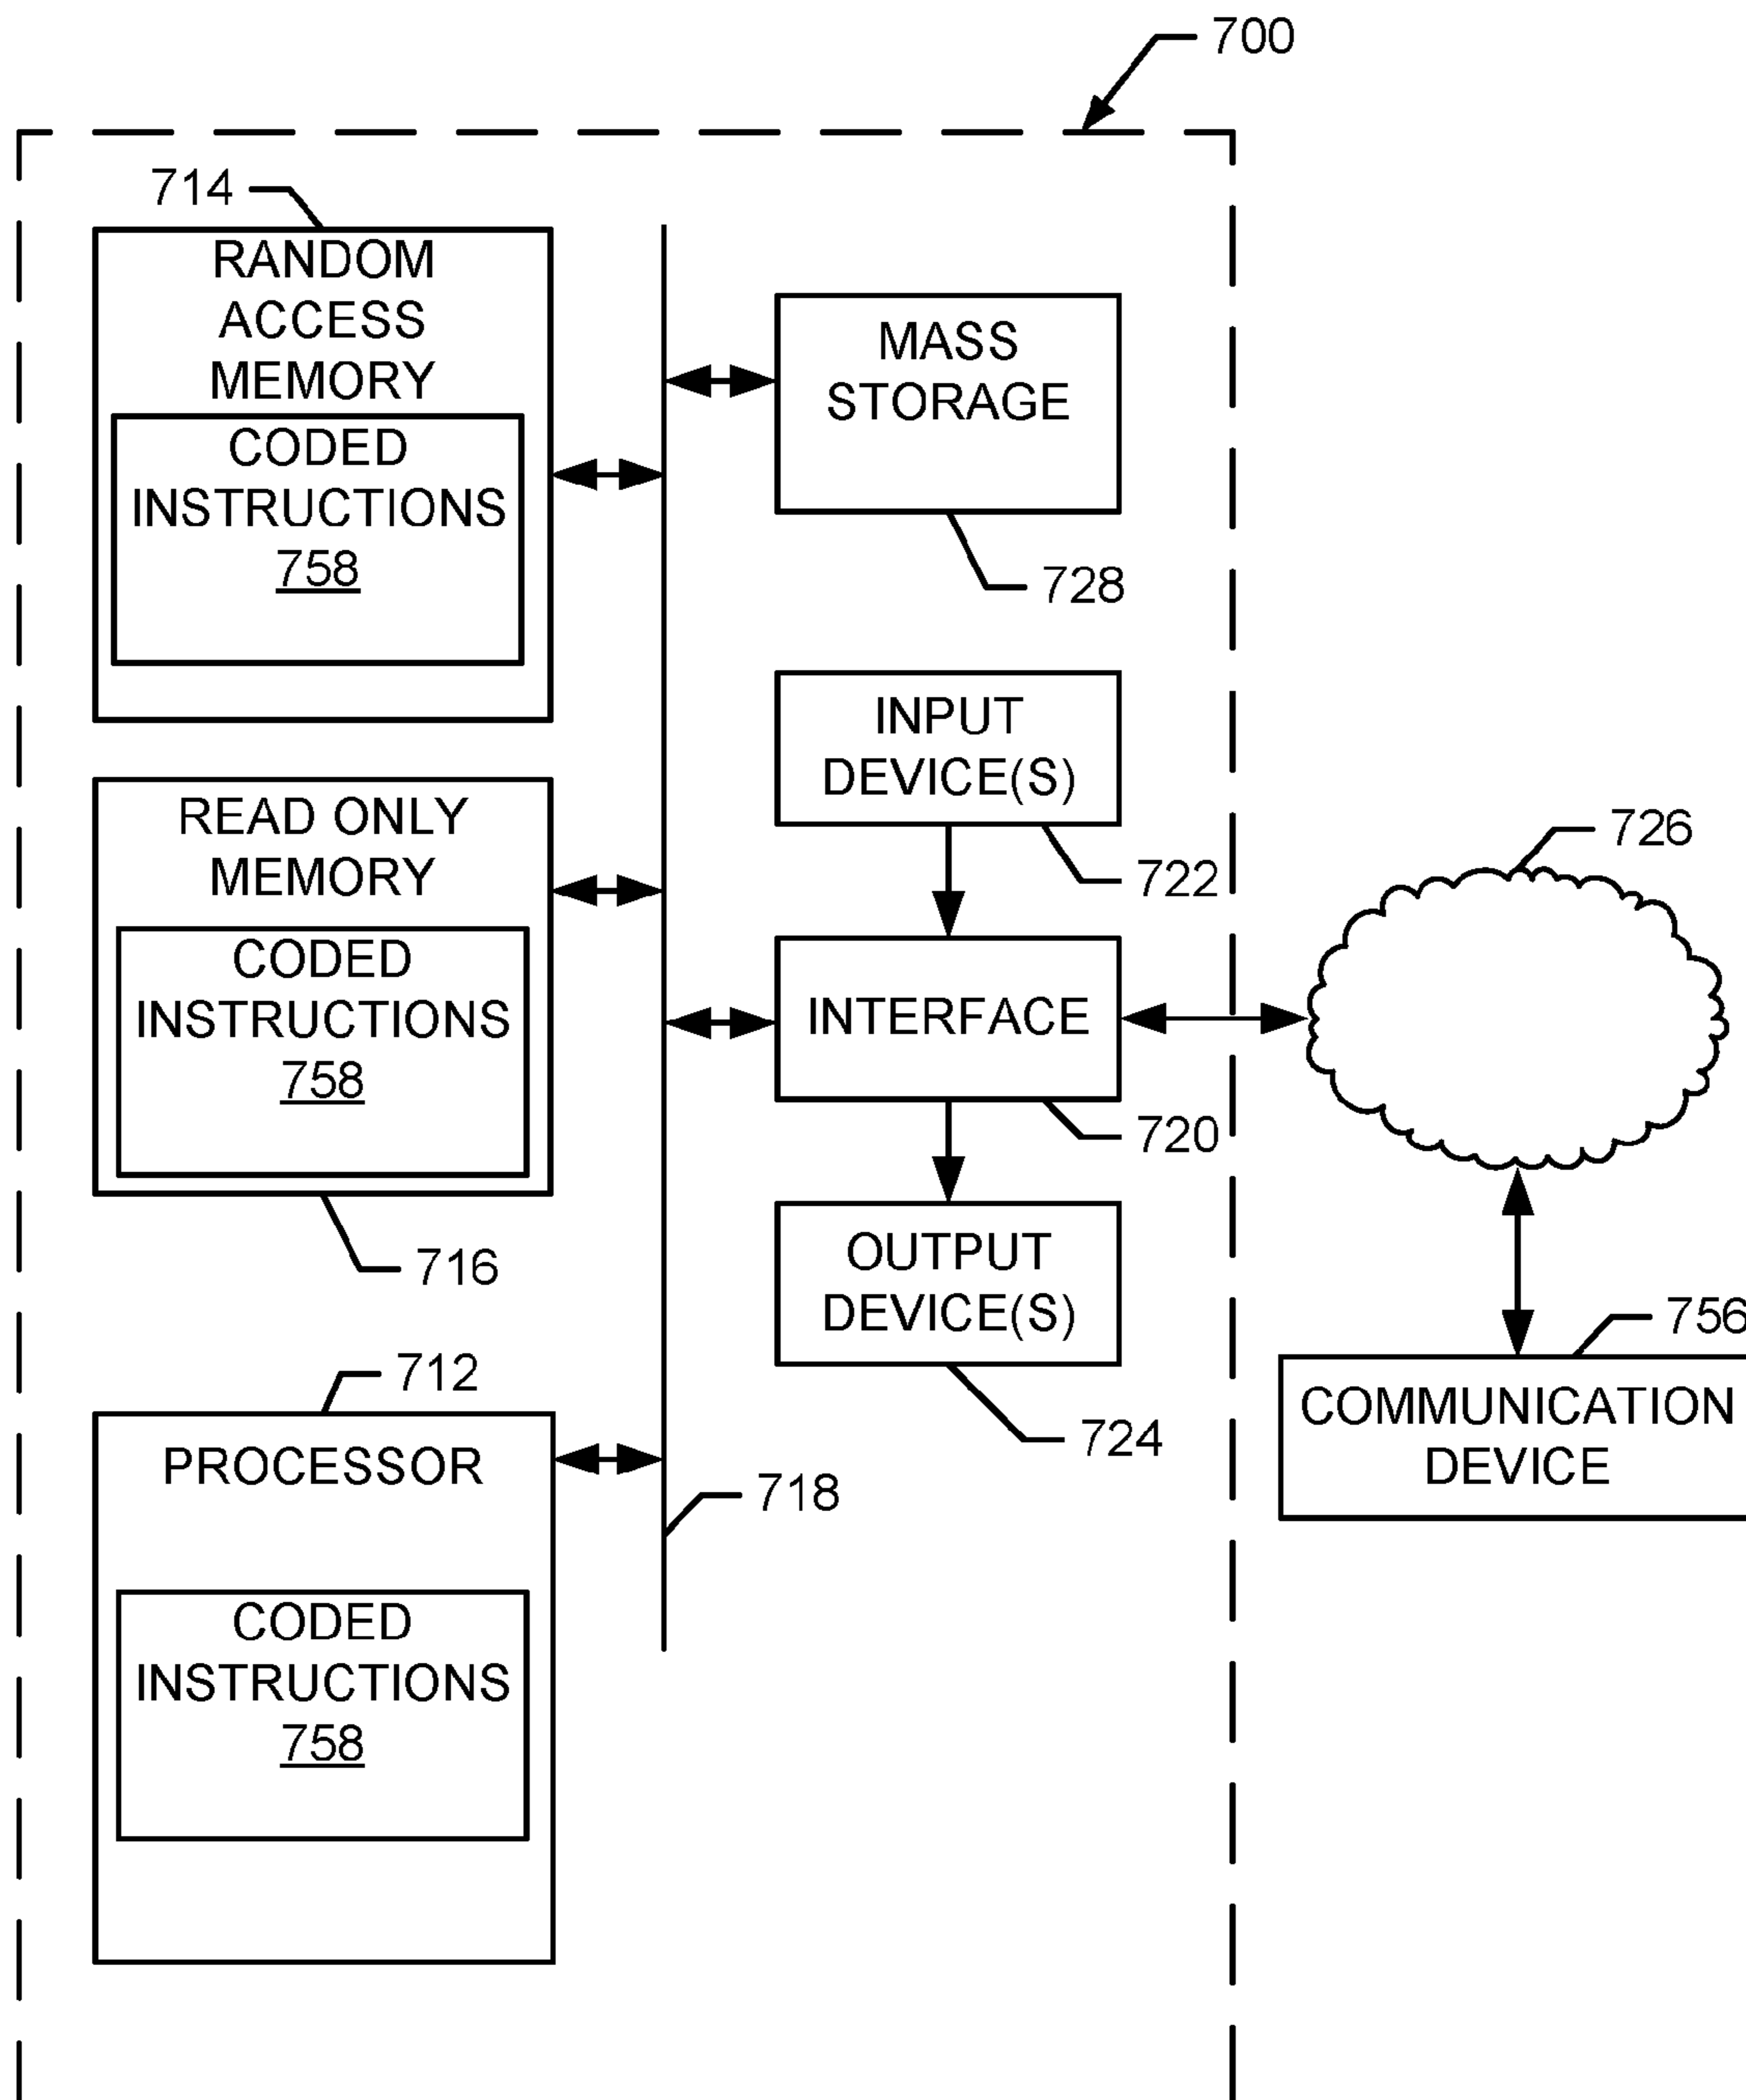 700
714
RANDOM
ACCESS
MEMORY
CODED
INSTRUCTIONS
758
MASS
STORAGE
728
INPUT
DEVICE(S)
722
READ ONLY
MEMORY
CODED
INSTRUCTIONS
758
716
INTERFACE
720
726
OUTPUT
DEVICE(S)
724
756
COMMUNICATION
DEVICE
712
PROCESSOR
718
CODED
INSTRUCTIONS
758